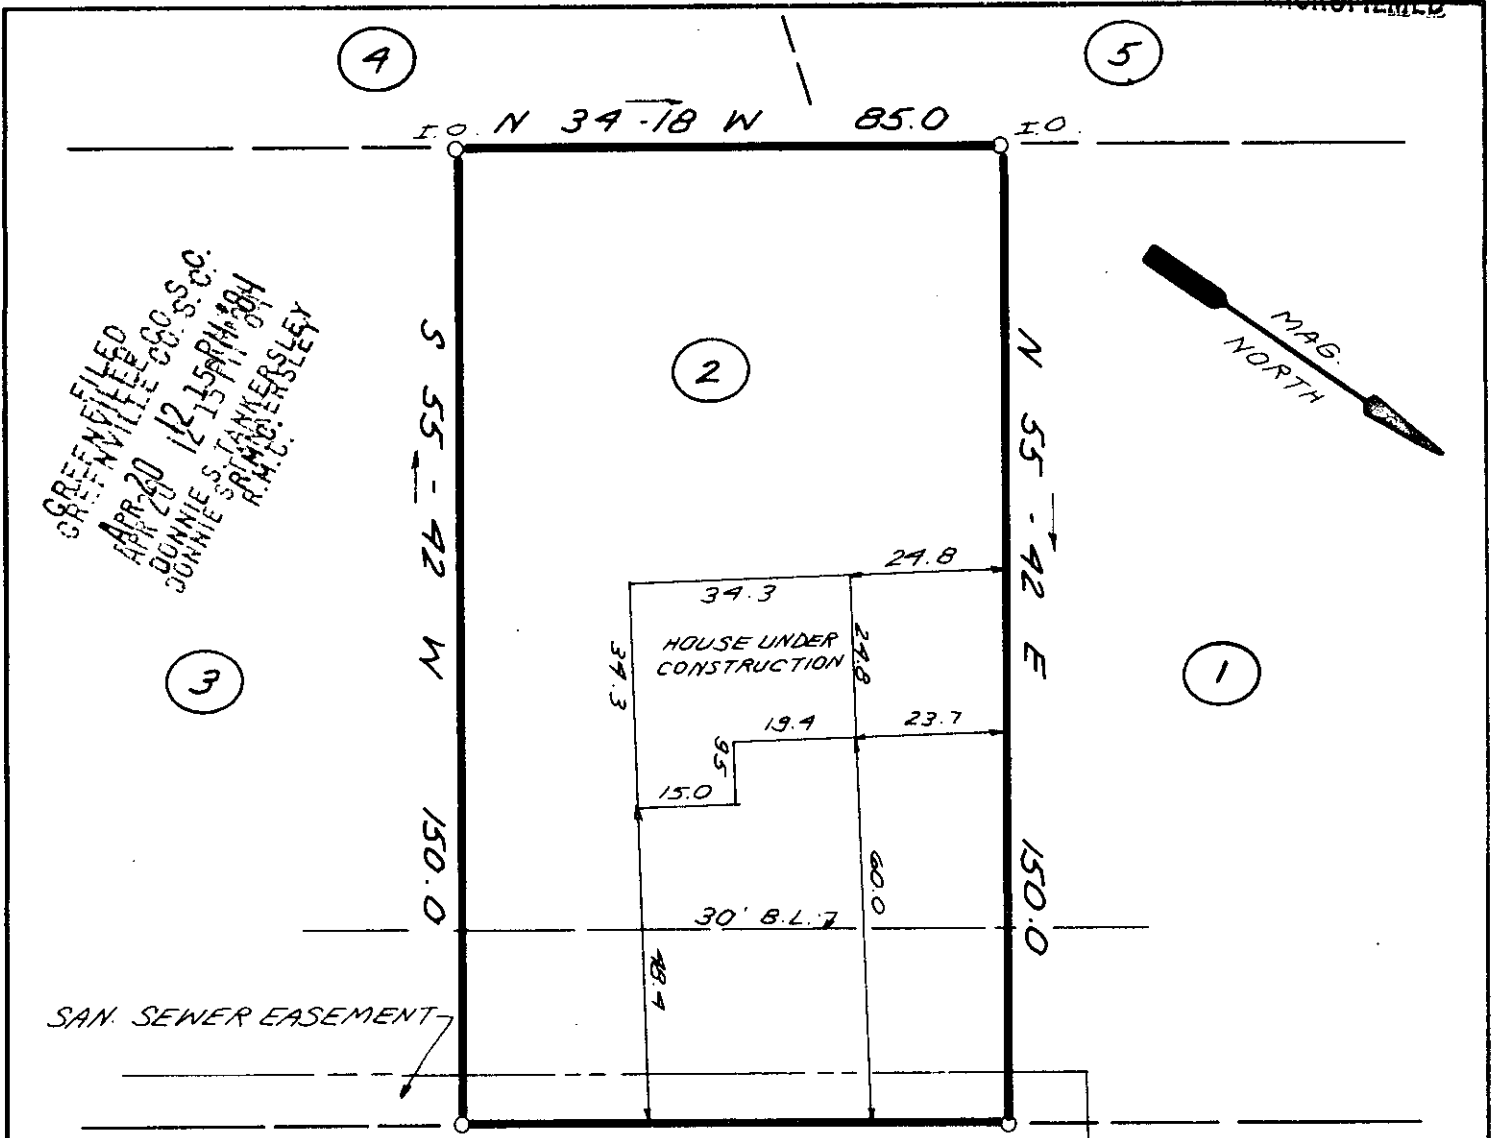 4
5
I.O. N 34-18 W 85.0 I.O.
FILED
GREENVILLE CO. S. C.
APR 20 12 15 PM '84
DONNIE S. TANKERSLEY
R.M.C.
S 55-42 W 150.0
2
N 55-42 E 150.0
MAG.
NORTH
24.8
34.3
HOUSE UNDER
CONSTRUCTION
34.3
24.8
3
1
19.4
23.7
9.5
15.0
60.0
30' B.L.
48.4
SAN. SEWER EASEMENT